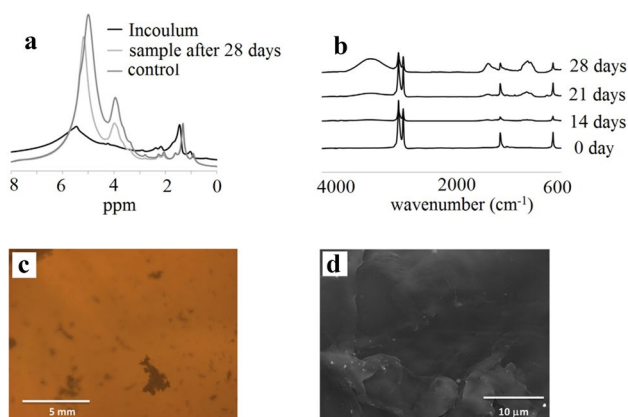 a
Incoulum
sample after 28 days
control
8 6 4 2 0
ppm
b
28 days
21 days
14 days
0 day
4000 2000 600
wavenumber (cm-1)
c
5 mm
d
10 µm